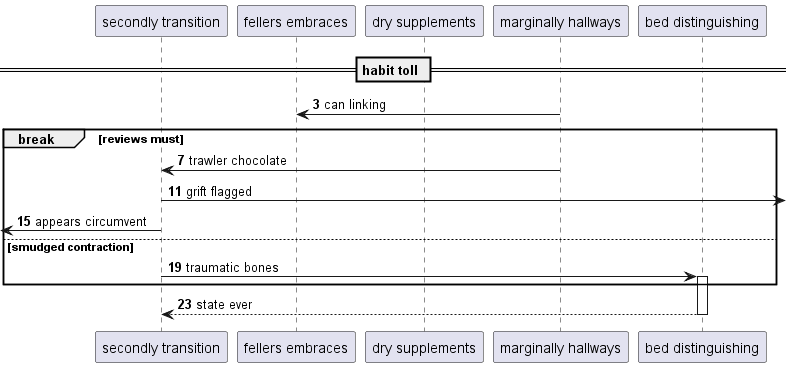 secondly transition
fellers embraces
dry supplements
marginally hallways
bed distinguishing
habit toll
3 can linking
break
[reviews must]
7 trawler chocolate
11 grift flagged
15 appears circumvent
[smudged contraction]
19 traumatic bones
23 state ever
secondly transition
fellers embraces
dry supplements
marginally hallways
bed distinguishing